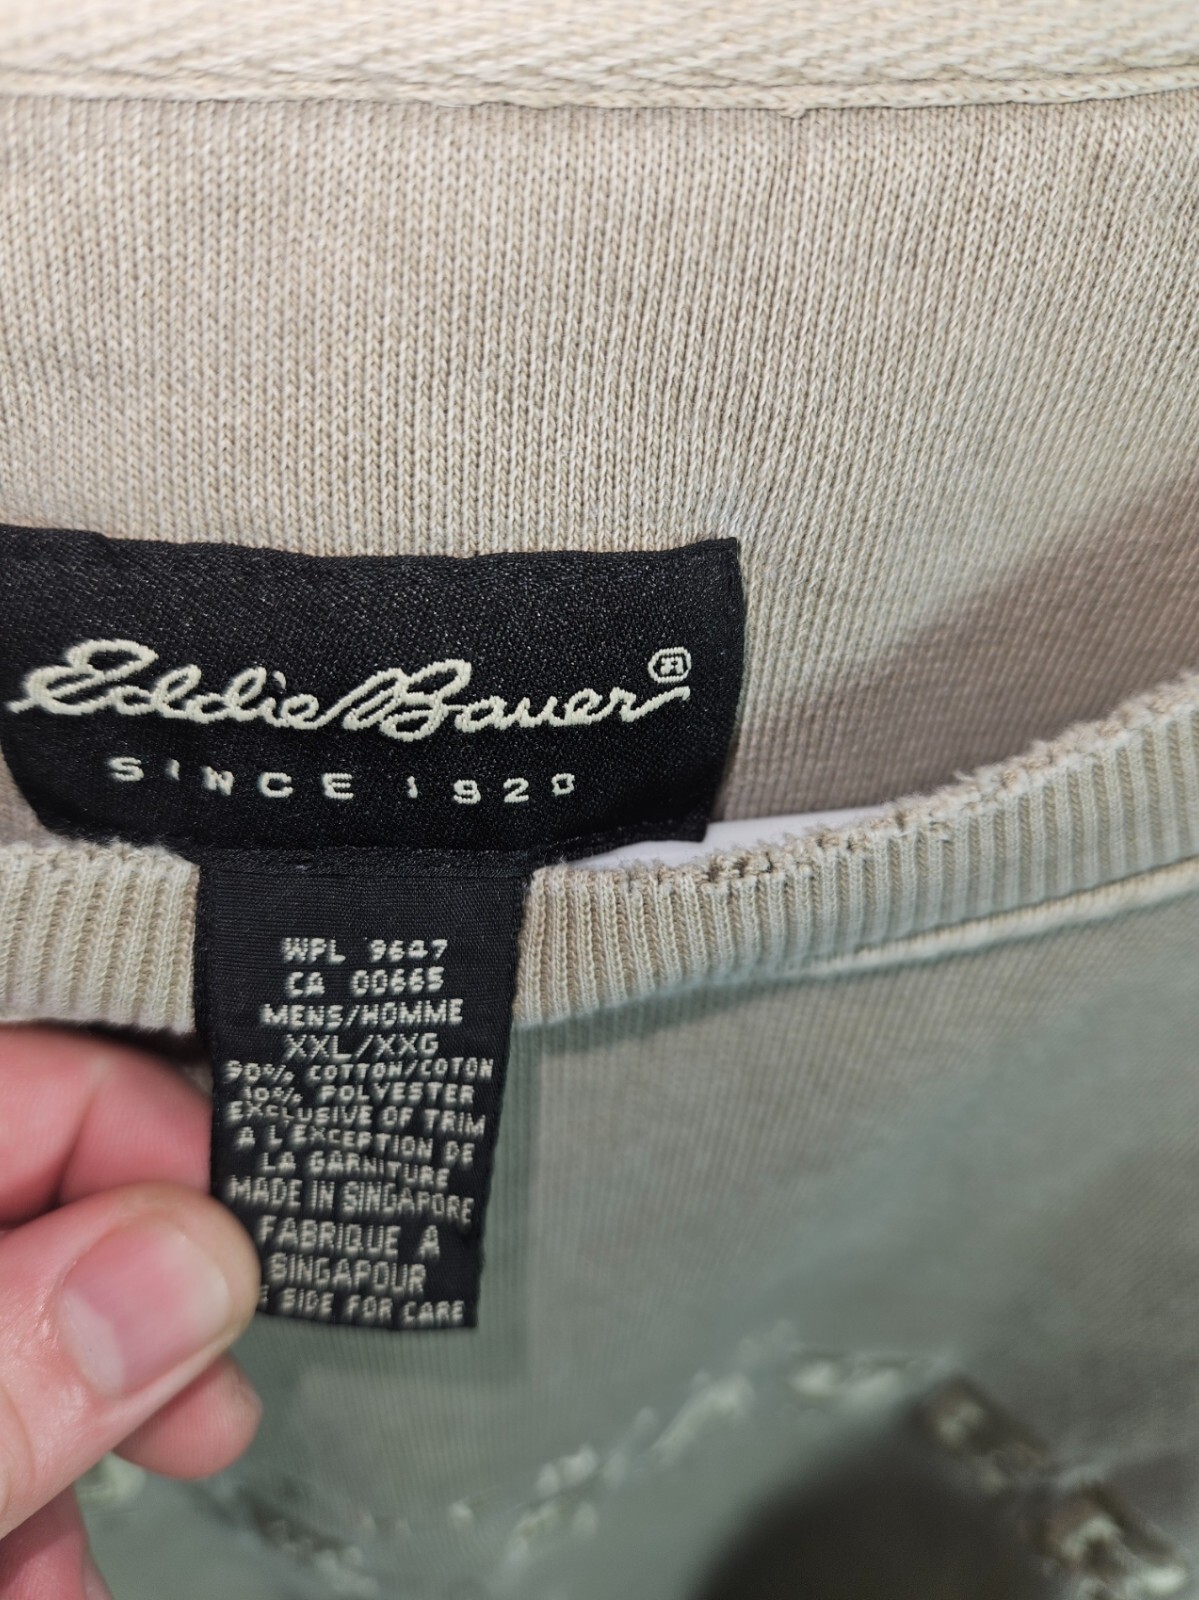 Eddie Bauer®
SINCE 1920
WPL 9647
CA 00665
MENS/HOMME
XXL/XXG
90% COTTON/COTON
10% POLYESTER
EXCLUSIVE OF TRIM
A L'EXCEPTION DE
LA GARNITURE
MADE IN SINGAPORE
FABRIQUE A
SINGAPOUR
SIDE FOR CARE